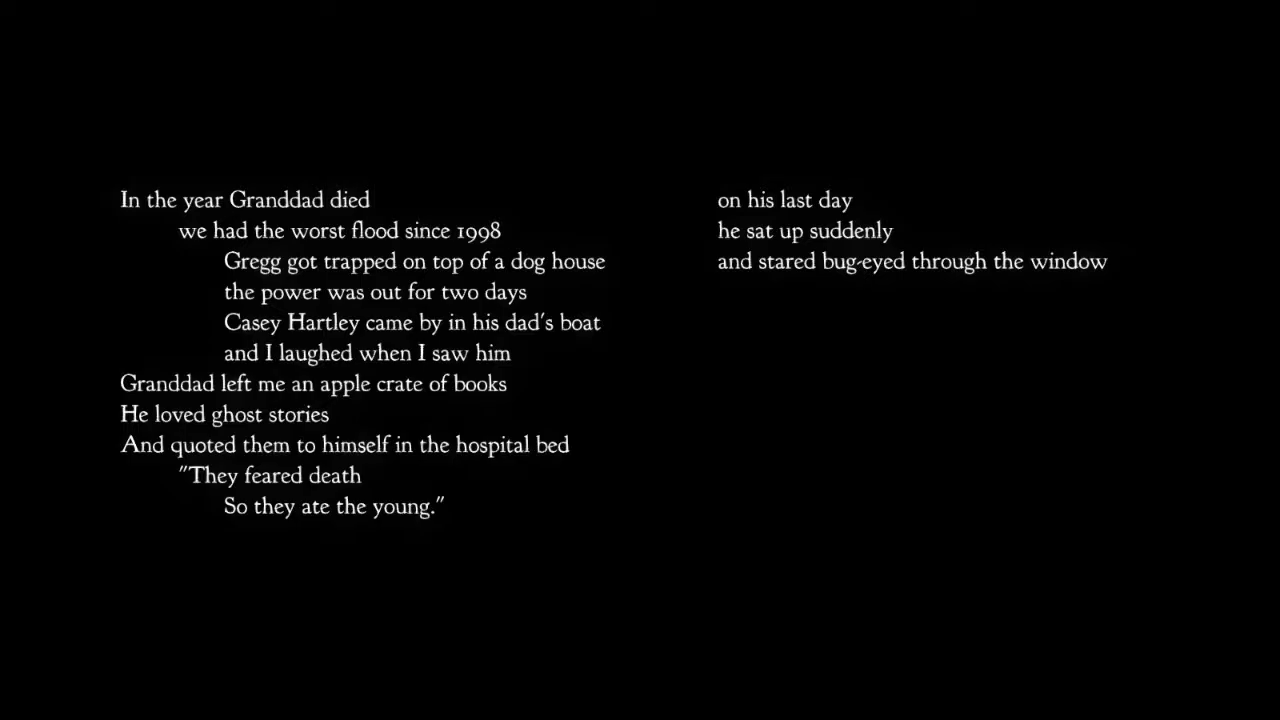 In the year Granddad died
we had the worst flood since 1998
Gregg got trapped on top of a dog house
the power was out for two days
Casey Hartley came by in his dad's boat
and I laughed when I saw him
Granddad left me an apple crate of books
He loved ghost stories
And quoted them to himself in the hospital bed
"They feared death
So they ate the young."
on his last day
he sat up suddenly
and stared bug-eyed through the window